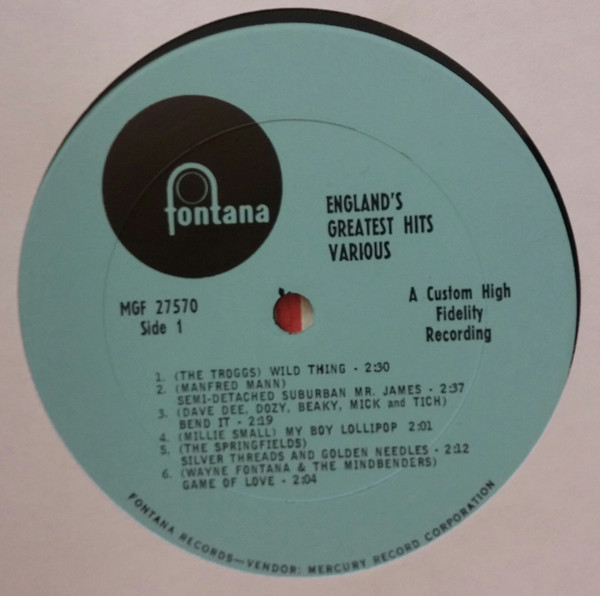 fontana
ENGLAND'S
GREATEST HITS
VARIOUS
MGF 27570
Side 1
A Custom High
Fidelity
Recording
1. (THE TROGGS) WILD THING - 2:30
2. (MANFRED MANN)
SEMI-DETACHED SUBURBAN MR. JAMES - 2:37
3. (DAVE DEE, DOZY, BEAKY, MICK and TICH)
BEND IT - 2:19
4. (MILLIE SMALL) MY BOY LOLLIPOP 2:01
5. (THE SPRINGFIELDS)
SILVER THREADS AND GOLDEN NEEDLES - 2:12
6. (WAYNE FONTANA & THE MINDBENDERS)
GAME OF LOVE - 2:04
FONTANA RECORDS—VENDOR: MERCURY RECORD CORPORATION